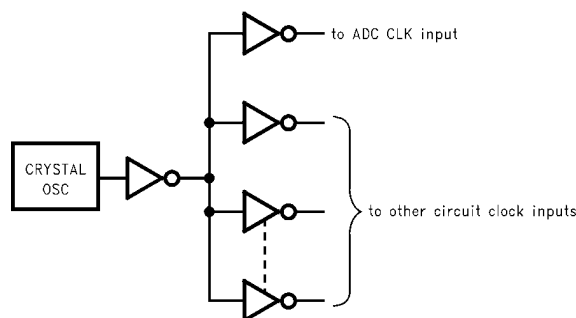 to ADC CLK input
CRYSTAL
OSC
to other circuit clock inputs